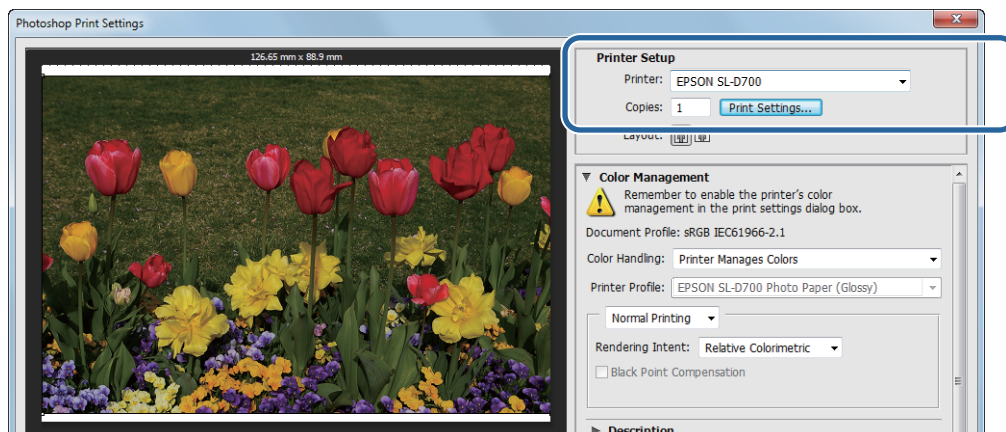 Photoshop Print Settings
x
126.65 mm x 88.9 mm
Printer Setup
Printer: EPSON SL-D700
Copies: 1 Print Settings...
Layout:
Color Management
Remember to enable the printer's color
management in the print settings dialog box.
Document Profile: sRGB IEC61966-2.1
Color Handling: Printer Manages Colors
Printer Profile: EPSON SL-D700 Photo Paper (Glossy)
Normal Printing
Rendering Intent: Relative Colorimetric
Black Point Compensation
Description